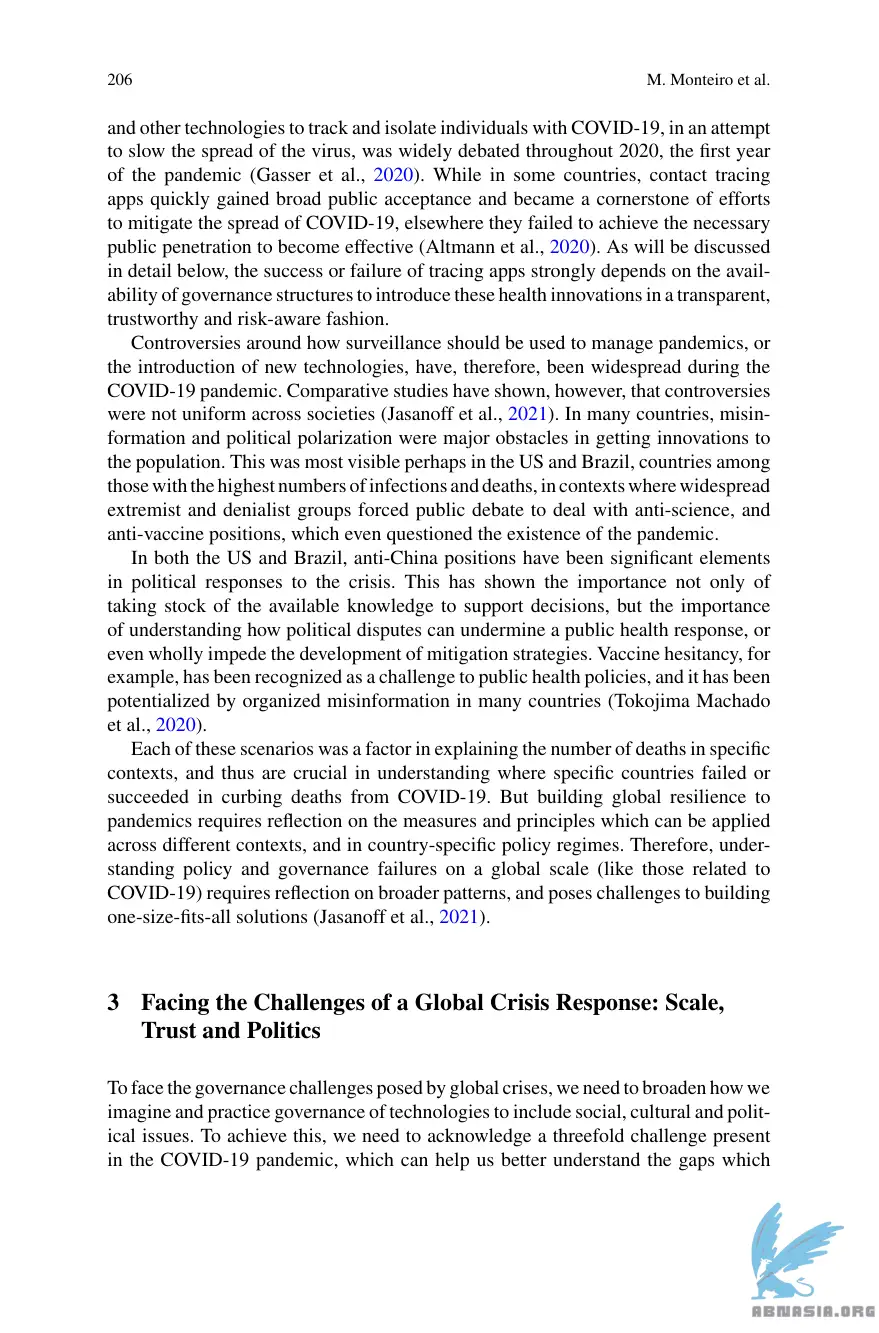 206
M. Monteiro et al.
and other technologies to track and isolate individuals with COVID-19, in an attempt
to slow the spread of the virus, was widely debated throughout 2020, the first year
of the pandemic (Gasser et al., 2020). While in some countries, contact tracing
apps quickly gained broad public acceptance and became a cornerstone of efforts
to mitigate the spread of COVID-19, elsewhere they failed to achieve the necessary
public penetration to become effective (Altmann et al., 2020). As will be discussed
in detail below, the success or failure of tracing apps strongly depends on the avail-
ability of governance structures to introduce these health innovations in a transparent,
trustworthy and risk-aware fashion.
Controversies around how surveillance should be used to manage pandemics, or
the introduction of new technologies, have, therefore, been widespread during the
COVID-19 pandemic. Comparative studies have shown, however, that controversies
were not uniform across societies (Jasanoff et al., 2021). In many countries, misin-
formation and political polarization were major obstacles in getting innovations to
the population. This was most visible perhaps in the US and Brazil, countries among
those with the highest numbers of infections and deaths, in contexts where widespread
extremist and denialist groups forced public debate to deal with anti-science, and
anti-vaccine positions, which even questioned the existence of the pandemic.
In both the US and Brazil, anti-China positions have been significant elements
in political responses to the crisis. This has shown the importance not only of
taking stock of the available knowledge to support decisions, but the importance
of understanding how political disputes can undermine a public health response, or
even wholly impede the development of mitigation strategies. Vaccine hesitancy, for
example, has been recognized as a challenge to public health policies, and it has been
potentialized by organized misinformation in many countries (Tokojima Machado
et al., 2020).
Each of these scenarios was a factor in explaining the number of deaths in specific
contexts, and thus are crucial in understanding where specific countries failed or
succeeded in curbing deaths from COVID-19. But building global resilience to
pandemics requires reflection on the measures and principles which can be applied
across different contexts, and in country-specific policy regimes. Therefore, under-
standing policy and governance failures on a global scale (like those related to
COVID-19) requires reflection on broader patterns, and poses challenges to building
one-size-fits-all solutions (Jasanoff et al., 2021).
3 Facing the Challenges of a Global Crisis Response: Scale,
Trust and Politics
To face the governance challenges posed by global crises, we need to broaden how we
imagine and practice governance of technologies to include social, cultural and polit-
ical issues. To achieve this, we need to acknowledge a threefold challenge present
in the COVID-19 pandemic, which can help us better understand the gaps which
ABNASIA.ORG